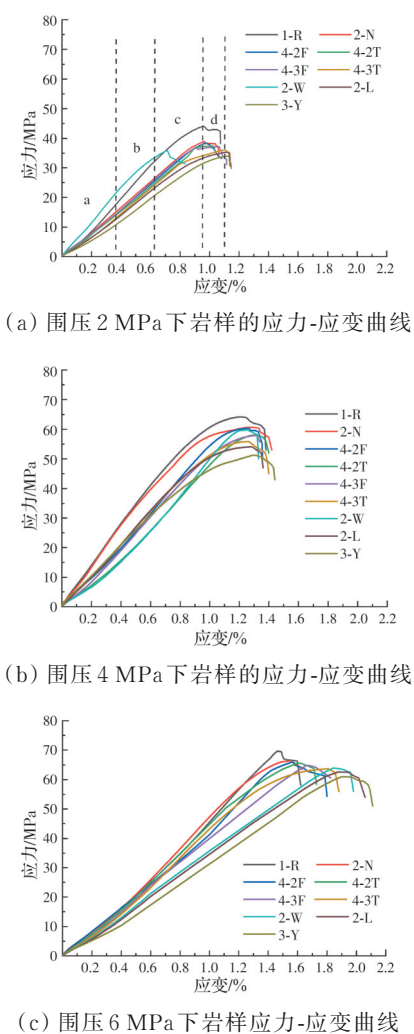 80
70
60
50
40
30
20
10
0
应力/MPa
1-R 2-N
4-2F 4-2T
4-3F 4-3T
2-W 2-L
3-Y
a b c d
0.2 0.4 0.6 0.8 1.0 1.2 1.4 1.6 1.8 2.0 2.2
应变/%
(a) 围压2 MPa下岩样的应力-应变曲线
80
70
60
50
40
30
20
10
0
应力/MPa
1-R
2-N
4-2F
4-2T
4-3F
4-3T
2-W
2-L
3-Y
0.2 0.4 0.6 0.8 1.0 1.2 1.4 1.6 1.8 2.0 2.2
应变/%
(b) 围压4 MPa下岩样的应力-应变曲线
80
70
60
50
40
30
20
10
0
应力/MPa
1-R 2-N
4-2F 4-2T
4-3F 4-3T
2-W 2-L
3-Y
0.2 0.4 0.6 0.8 1.0 1.2 1.4 1.6 1.8 2.0 2.2
应变/%
(c) 围压6 MPa下岩样应力-应变曲线